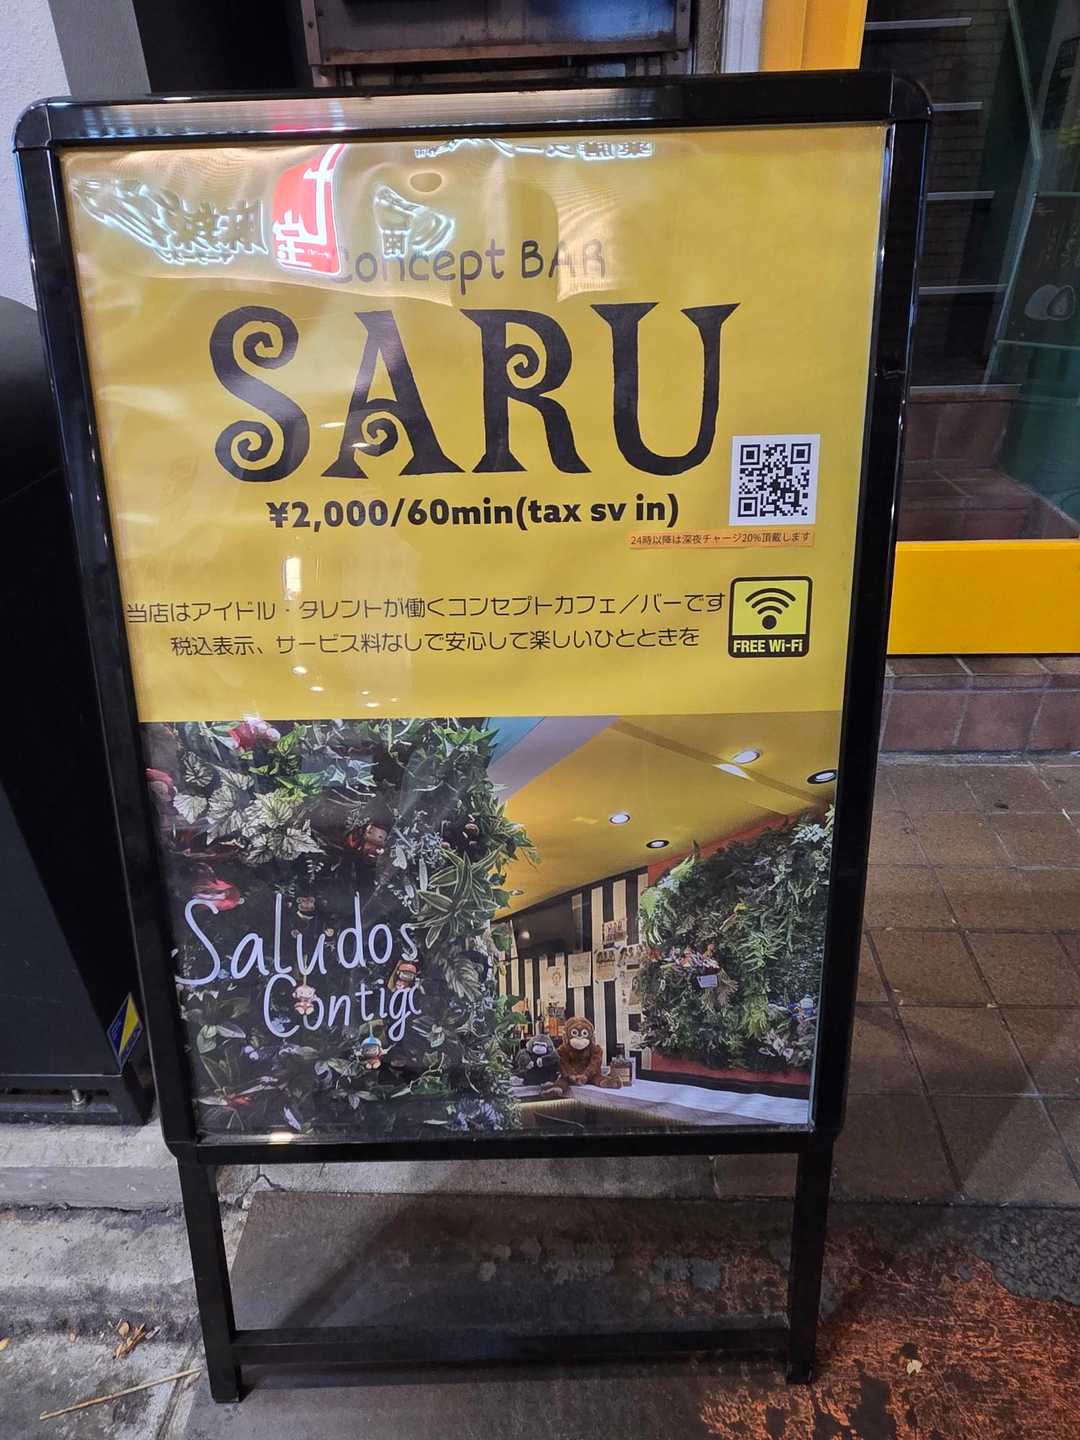 Concept BAR
SARU
¥2,000/60min(tax sv in)
24時以降は深夜チャージ20%頂戴します
当店はアイドル・タレントが働くコンセプトカフェ/バーです
税込表示、サービス料なしで安心して楽しいひとときを
FREE Wi-Fi
Saludos
Contigo